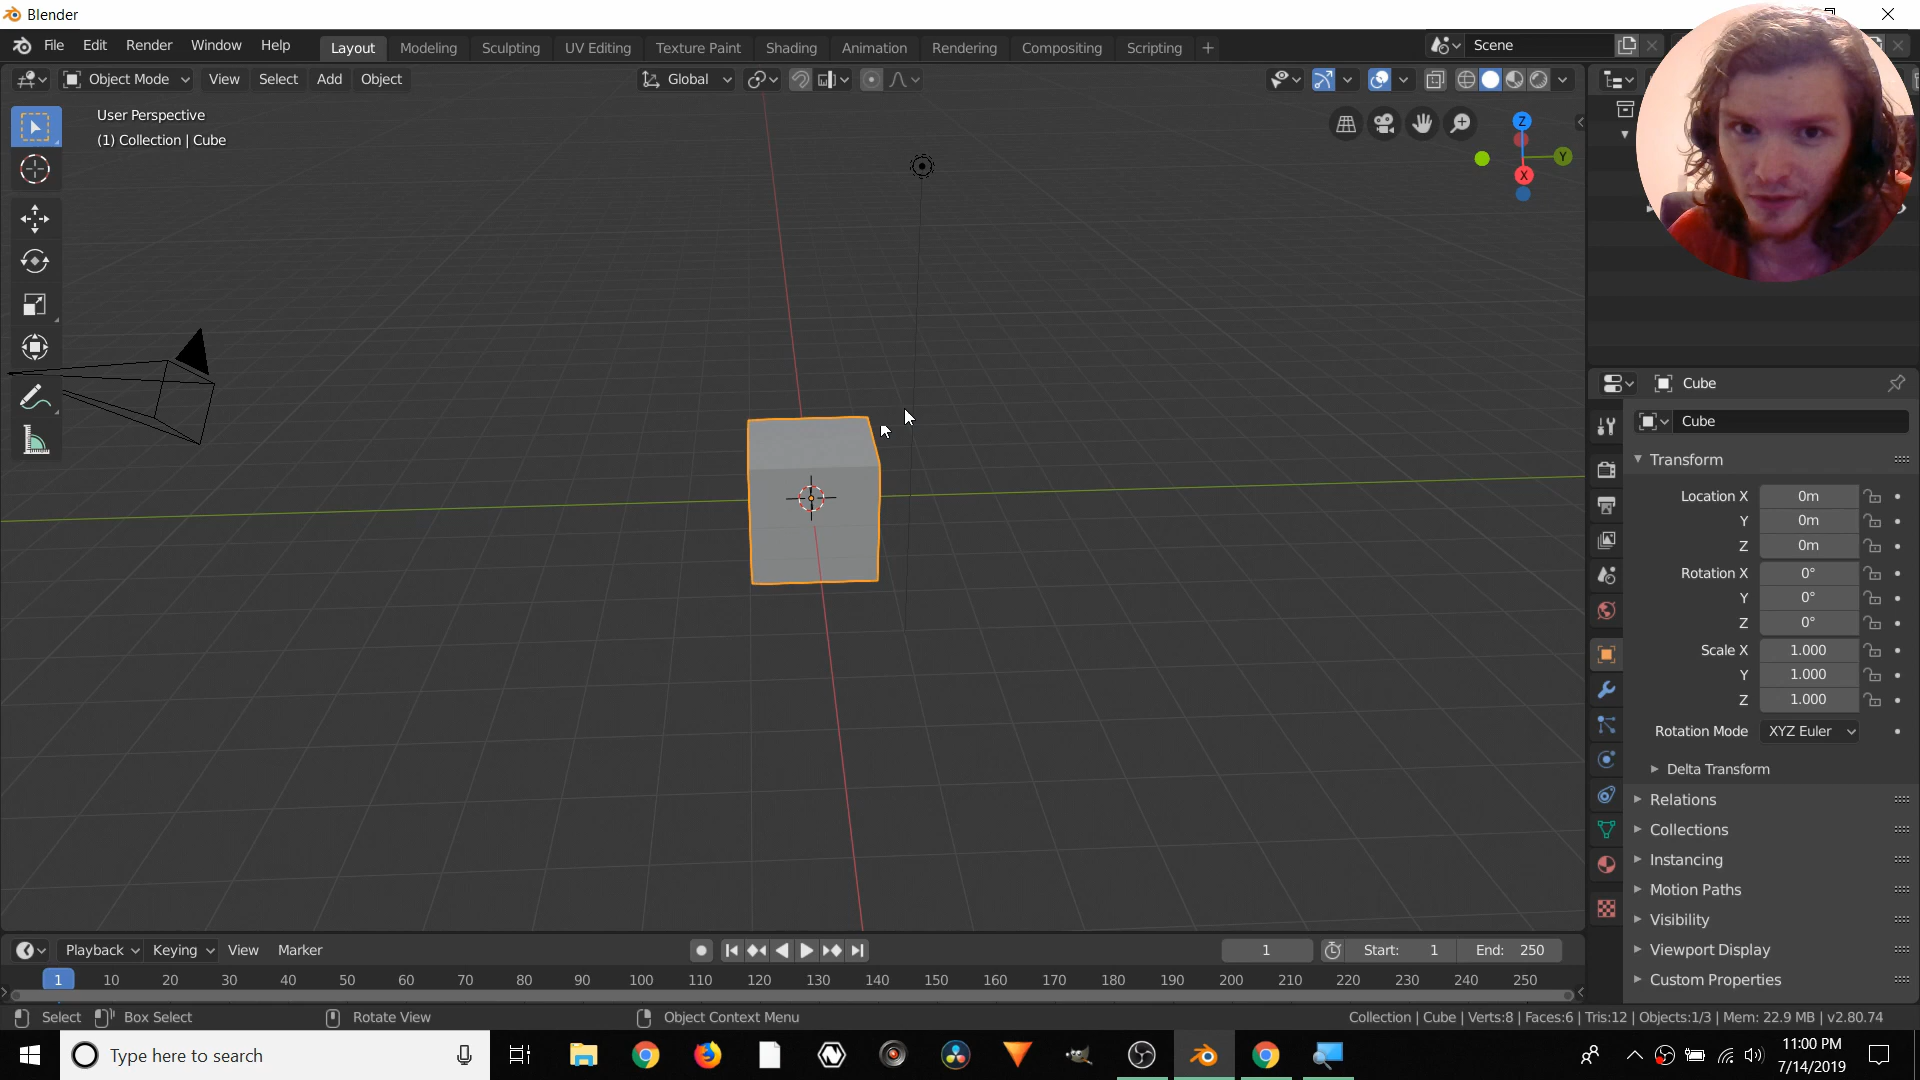 Blender
File Edit Render Window Help Layout Modeling Sculpting UV Editing Texture Paint Shading Animation Rendering Compositing Scripting + Scene
Object Mode View Select Add Object Global
User Perspective
(1) Collection | Cube
Z
Y
X
Cube
Cube
Transform
Location X 0m
Y 0m
Z 0m
Rotation X 0°
Y 0°
Z 0°
Scale X 1.000
Y 1.000
Z 1.000
Rotation Mode XYZ Euler
Delta Transform
Relations
Collections
Instancing
Motion Paths
Visibility
Viewport Display
Custom Properties
Playback Keying View Marker 1 Start: 1 End: 250
1 10 20 30 40 50 60 70 80 90 100 110 120 130 140 150 160 170 180 190 200 210 220 230 240 250
Select Box Select Rotate View Object Context Menu Collection | Cube | Verts:8 | Faces:6 | Tris:12 | Objects:1/3 | Mem: 22.9 MB | v2.80.74
Type here to search
11:00 PM
7/14/2019